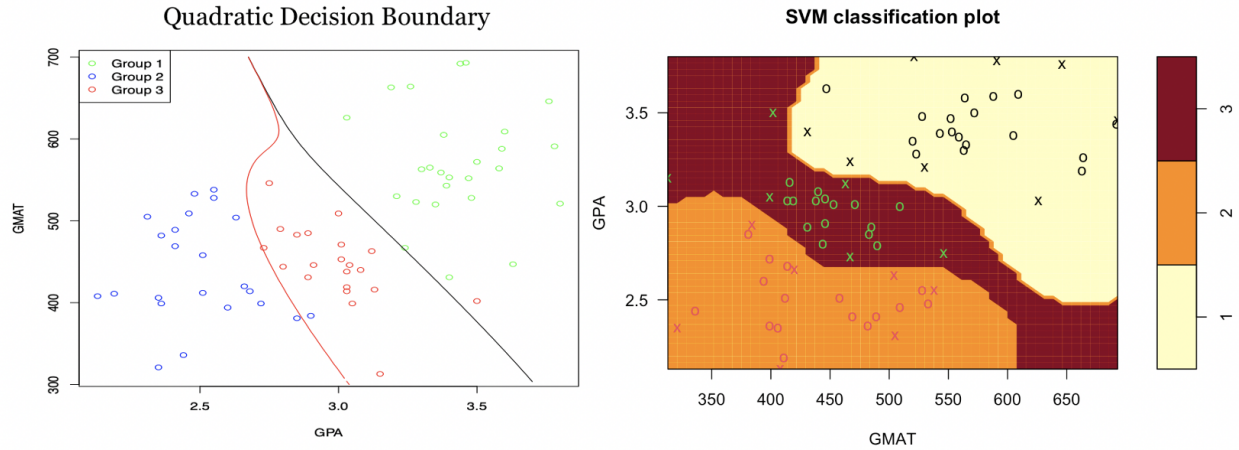 Quadratic Decision Boundary
Group 1
Group 2
Group 3
700
600
500
400
300
GMAT
2.5
3.0
3.5
GPA
SVM classification plot
3.5
3.0
2.5
GPA
350
400
450
500
550
600
650
GMAT
3
2
1